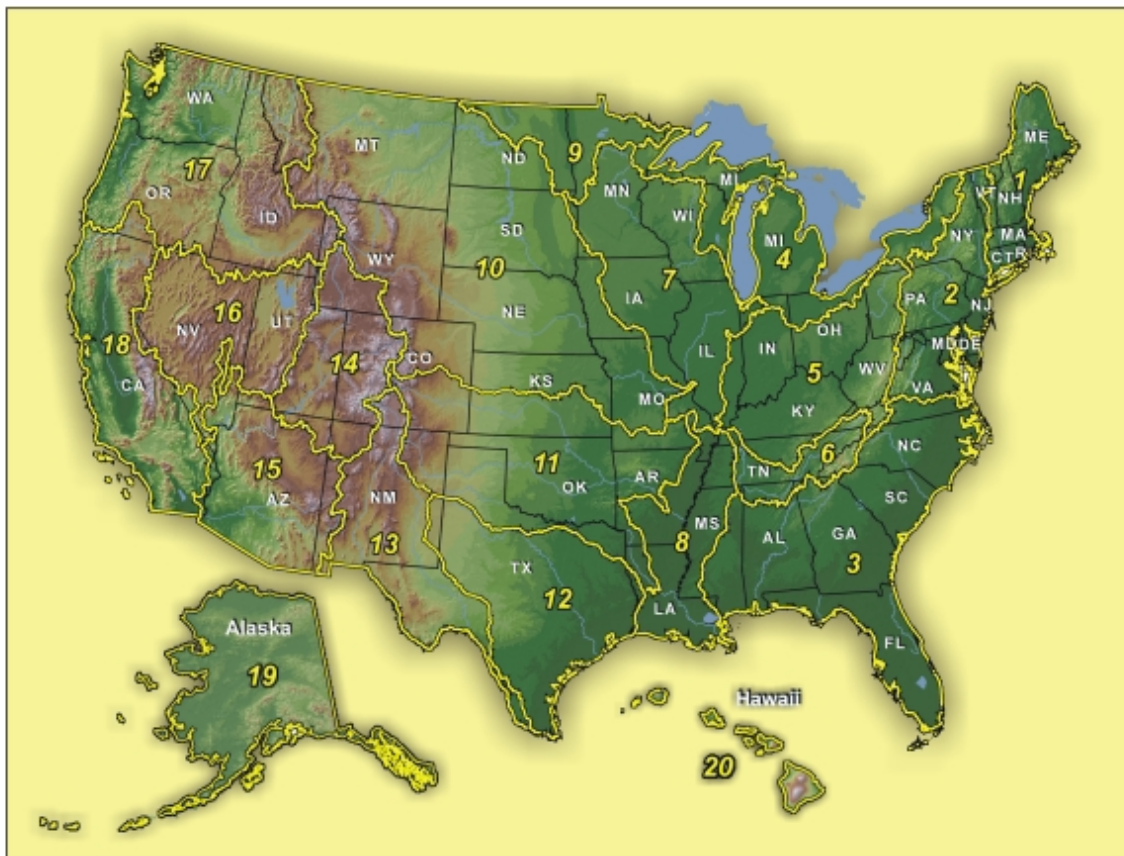 WA
MT
ND
9
ME
17
MN
MI
VT
1
NH
OR
ID
WI
NY
MA
SD
MI
CT
R
WY
10
4
7
2
IA
PA
NJ
16
NE
OH
UT
NV
IL
IN
MD
DE
18
14
CO
5
WV
KS
VA
CA
MO
KY
6
NC
15
11
TN
AR
AZ
NM
OK
SC
MS
AL
GA
13
8
3
TX
12
LA
Alaska
FL
19
Hawaii
20